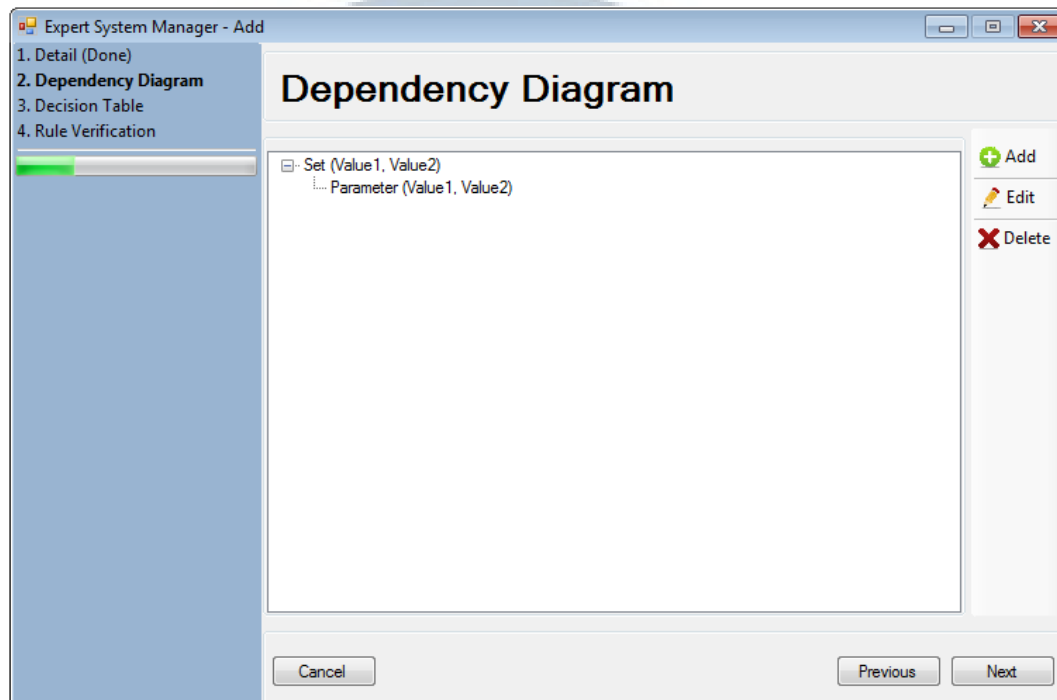 Expert System Manager - Add
1. Detail (Done)
2. Dependency Diagram
3. Decision Table
4. Rule Verification
Dependency Diagram
Set (Value1, Value2)
Parameter (Value1, Value2)
Add
Edit
Delete
Cancel
Previous
Next